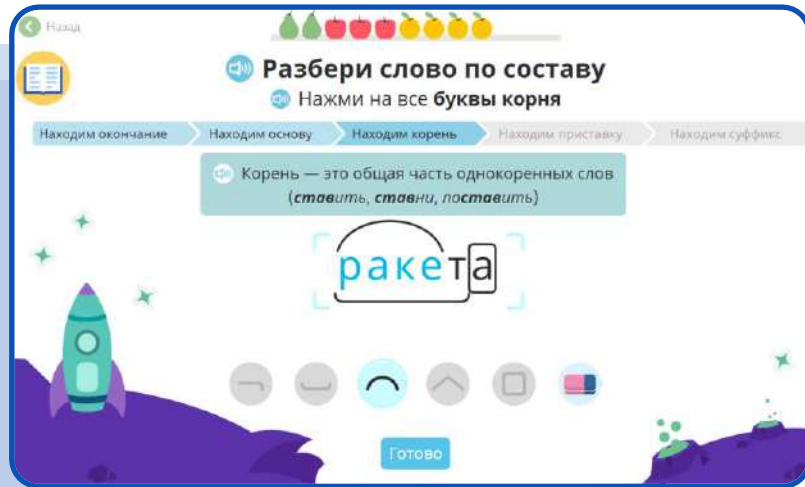 Назад
Разбери слово по составу
Нажми на все буквы корня
Находим окончание Находим основу Находим корень Находим приставку Находим суффикс
Корень — это общая часть однокоренных слов
(ставить, ставни, поставить)
ракета
Готово